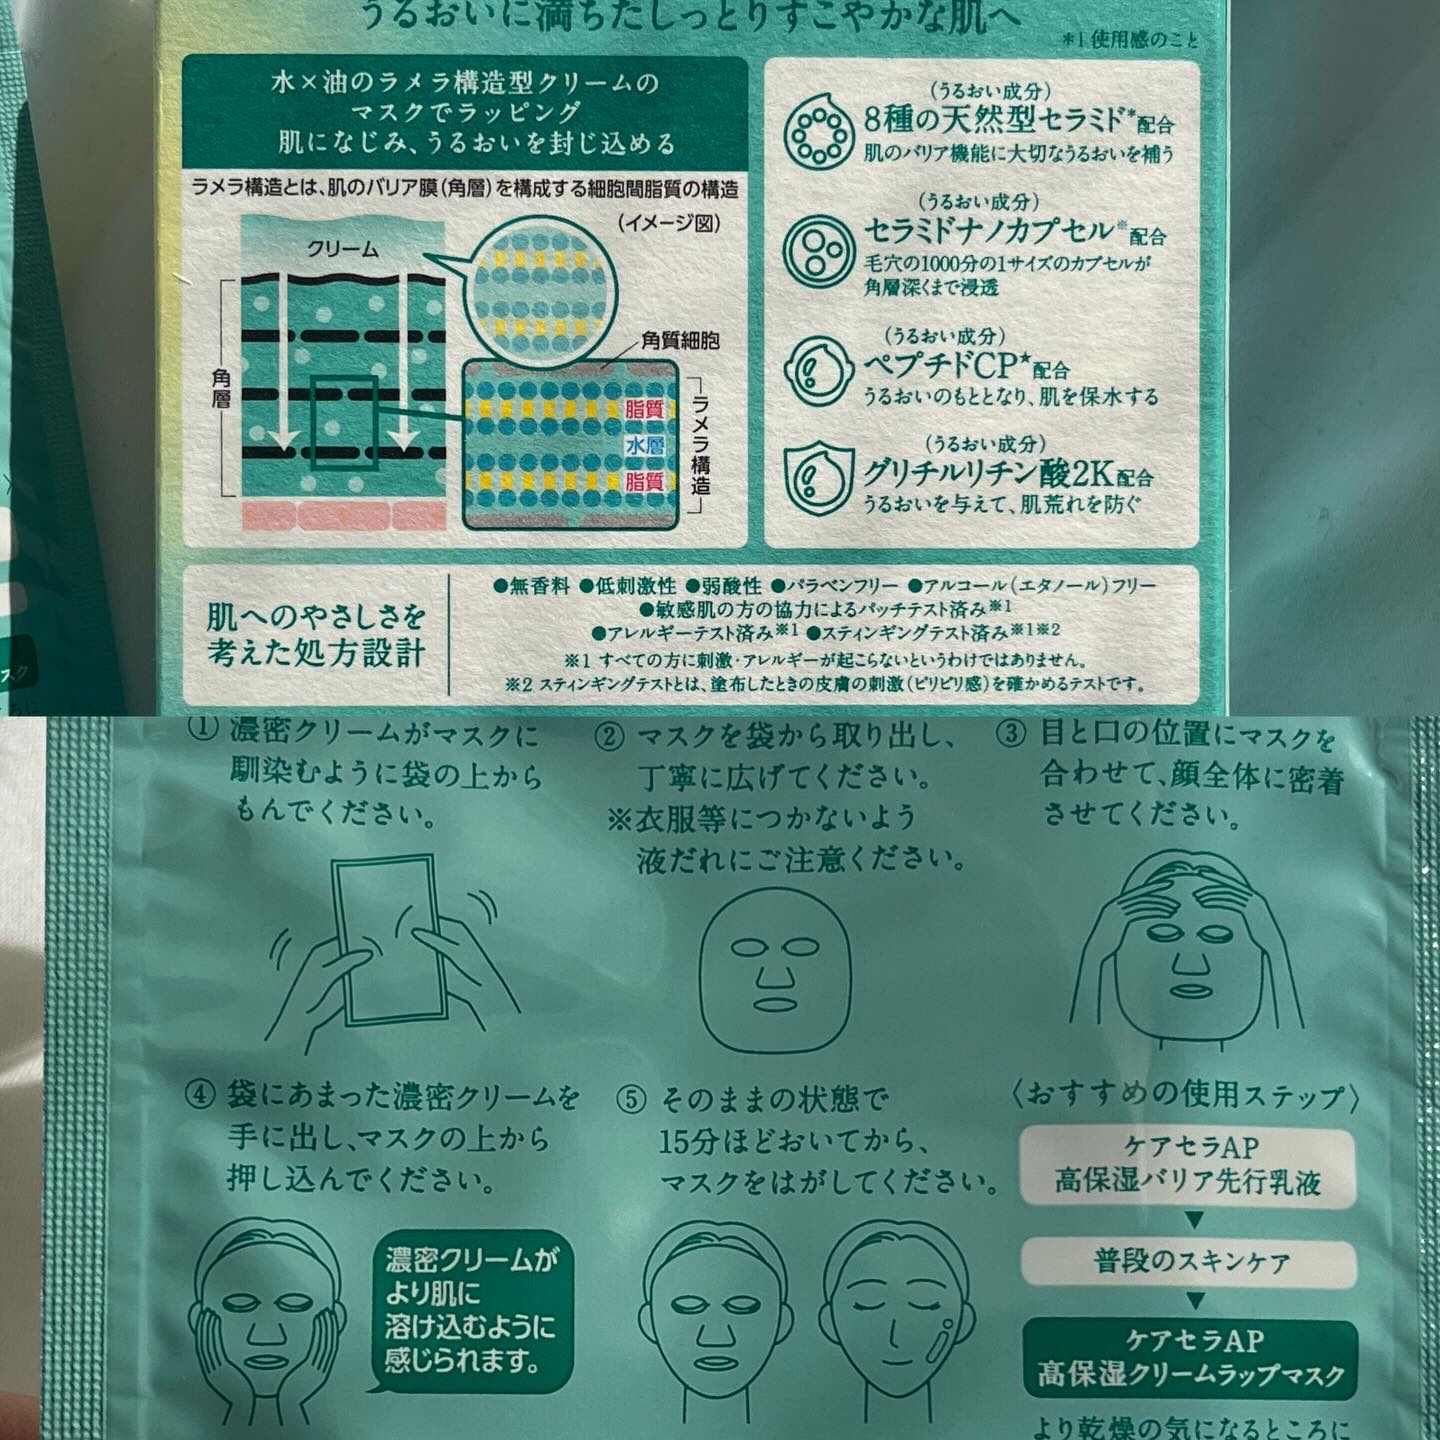 うるおいに満ちたしっとりすこやかな肌へ
*1 使用感のこと
水×油のラメラ構造型クリームの
マスクでラッピング
肌になじみ、うるおいを封じ込める
ラメラ構造とは、肌のバリア膜(角層)を構成する細胞間脂質の構造
(イメージ図)
クリーム
角層
角質細胞
脂質
水層
脂質
ラメラ構造
(うるおい成分)
8種の天然型セラミド*配合
肌のバリア機能に大切なうるおいを補う
(うるおい成分)
セラミドナノカプセル※配合
毛穴の1000分の1サイズのカプセルが
角層深くまで浸透
(うるおい成分)
ペプチドCP★配合
うるおいのもととなり、肌を保水する
(うるおい成分)
グリチルリチン酸2K配合
うるおいを与えて、肌荒れを防ぐ
肌へのやさしさを
考えた処方設計
●無香料 ●低刺激性 ●弱酸性 ●パラベンフリー ●アルコール(エタノール)フリー
●敏感肌の方の協力によるパッチテスト済み※1
●アレルギーテスト済み※1 ●スティンギングテスト済み※1※2
※1 すべての方に刺激・アレルギーが起こらないというわけではありません。
※2 スティンギングテストとは、塗布したときの皮膚の刺激(ピリピリ感)を確かめるテストです。
① 濃密クリームがマスクに
馴染むように袋の上から
もんでください。
② マスクを袋から取り出し、
丁寧に広げてください。
※衣服等につかないよう
液だれにご注意ください。
③ 目と口の位置にマスクを
合わせて、顔全体に密着
させてください。
④ 袋にあまった濃密クリームを
手に出し、マスクの上から
押し込んでください。
濃密クリームが
より肌に
溶け込むように
感じられます。
⑤ そのままの状態で
15分ほどおいてから、
マスクをはがしてください。
〈おすすめの使用ステップ〉
ケアセラAP
高保湿バリア先行乳液
▼
普段のスキンケア
▼
ケアセラAP
高保湿クリームラップマスク
より乾燥の気になるところに